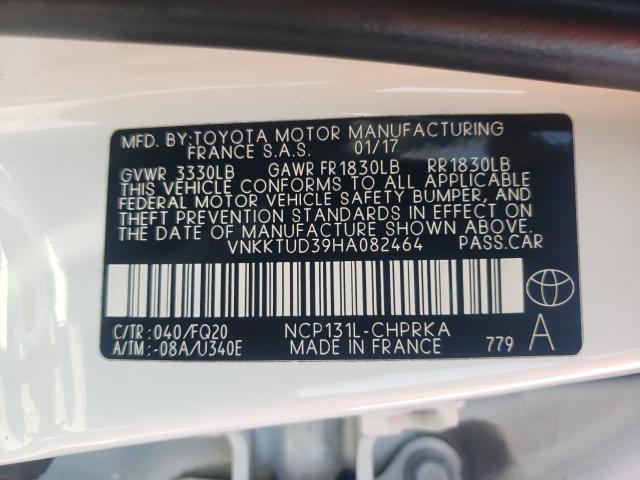 MFD. BY:TOYOTA MOTOR MANUFACTURING
FRANCE S.A.S. 01/17
GVWR 3330LB GAWR FR1830LB RR1830LB
THIS VEHICLE CONFORMS TO ALL APPLICABLE
FEDERAL MOTOR VEHICLE SAFETY, BUMPER, AND
THEFT PREVENTION STANDARDS IN EFFECT ON
THE DATE OF MANUFACTURE SHOWN ABOVE.
VNKKTUD39HA082464 PASS.CAR
C/TR: 040/FQ20 NCP131L-CHPRKA A
A/TM: -08A/U340E MADE IN FRANCE 779